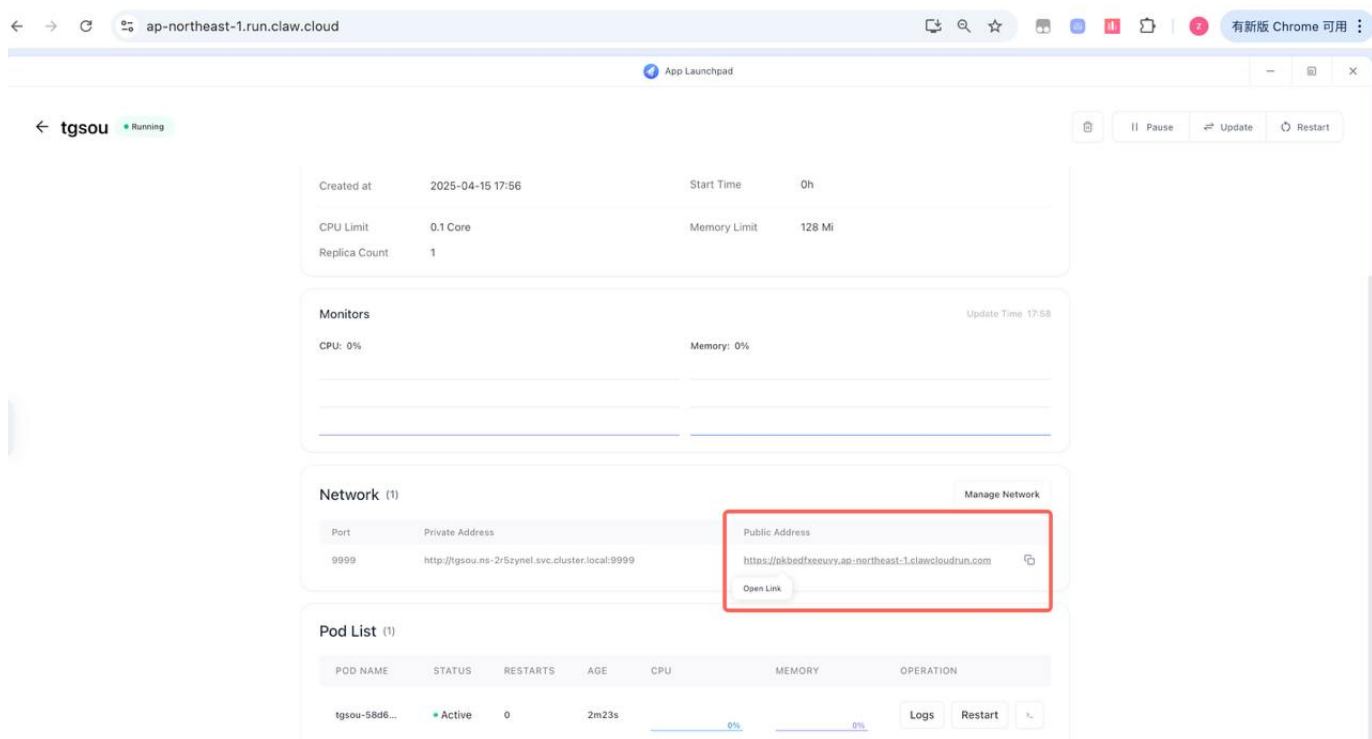 ap-northeast-1.run.claw.cloud
z
有新版 Chrome 可用
App Launchpad
tgsou Running
Pause Update Restart
Created at 2025-04-15 17:56 Start Time 0h
CPU Limit 0.1 Core Memory Limit 128 Mi
Replica Count 1
Monitors Update Time 17:58
CPU: 0% Memory: 0%
Network (1) Manage Network
Port Private Address Public Address
9999 http://tgsou.ns-2r5zynel.svc.cluster.local:9999 https://pkbedfxeeuvy.ap-northeast-1.clawcloudrun.com
Open Link
Pod List (1)
POD NAME STATUS RESTARTS AGE CPU MEMORY OPERATION
tgsou-58d6... Active 0 2m23s 0% 0% Logs Restart